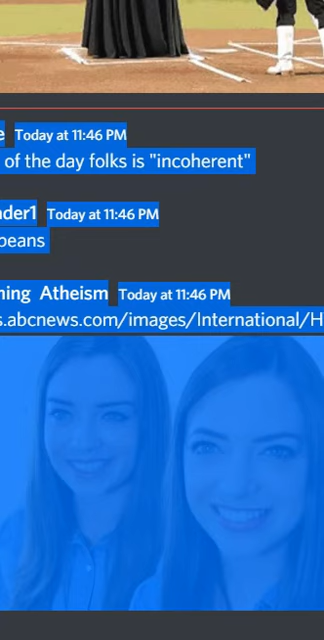 e Today at 11:46 PM
of the day folks is "incoherent"
nder1 Today at 11:46 PM
beans
ning Atheism Today at 11:46 PM
s.abcnews.com/images/International/H